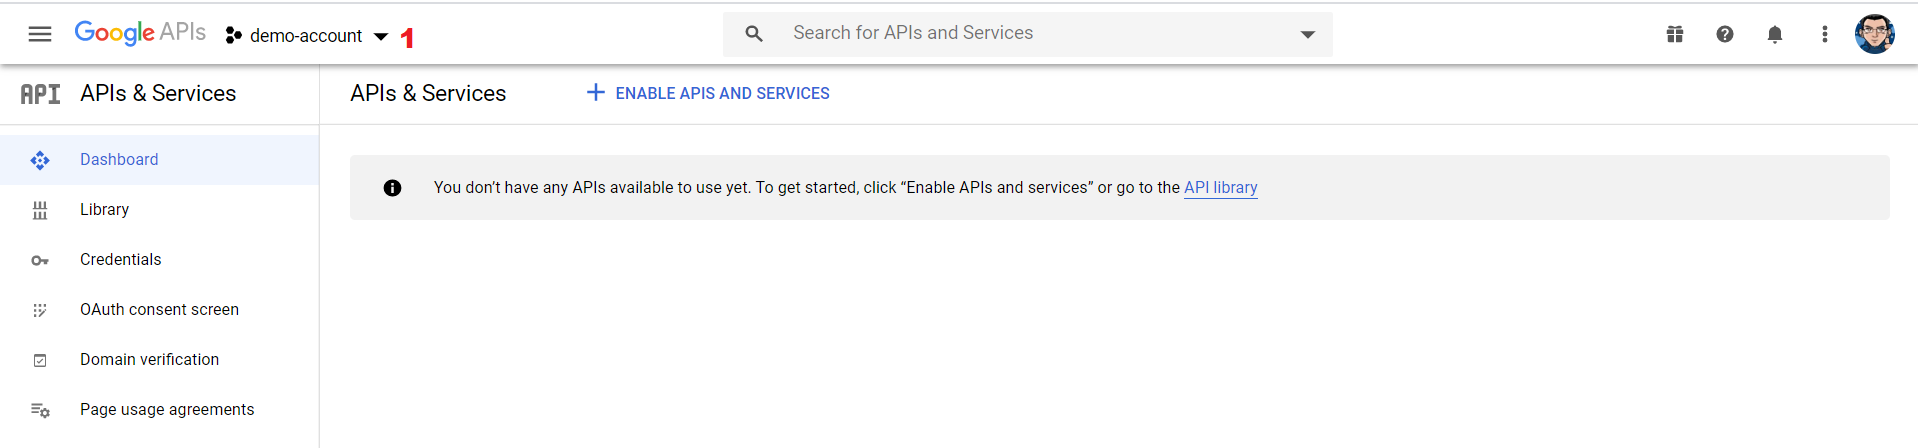 Google APIs demo-account 1 Search for APIs and Services
API APIs & Services
APIs & Services + ENABLE APIS AND SERVICES
Dashboard
You don't have any APIs available to use yet. To get started, click “Enable APIs and services” or go to the API library
Library
Credentials
OAuth consent screen
Domain verification
Page usage agreements